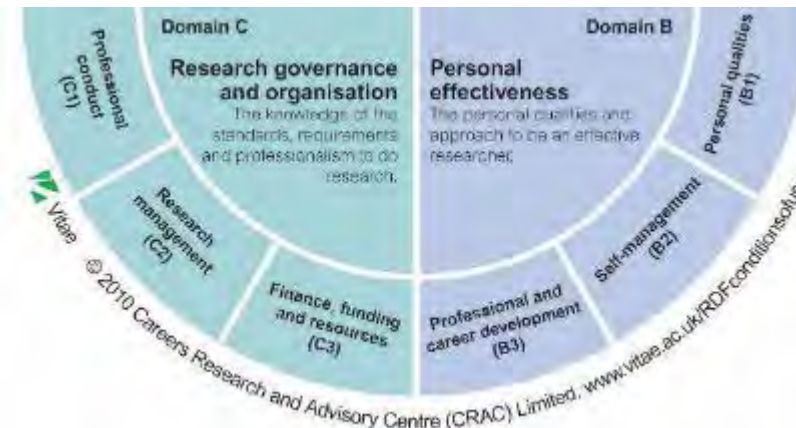 Domain C
Research governance
and organisation
The knowledge of the
standards, requirements
and professionalism to do
research.
Domain B
Personal
effectiveness
The personal qualities and
approach to be an effective
researcher.
Professional
conduct
(C1)
Research
management
(C2)
Finance, funding
and resources
(C3)
Professional and
career development
(B3)
Self-management
(B2)
Personal qualities
(B1)
Vitae
© 2010 Careers Research and Advisory Centre (CRAC) Limited. www.vitae.ac.uk/RDFconditionsofus